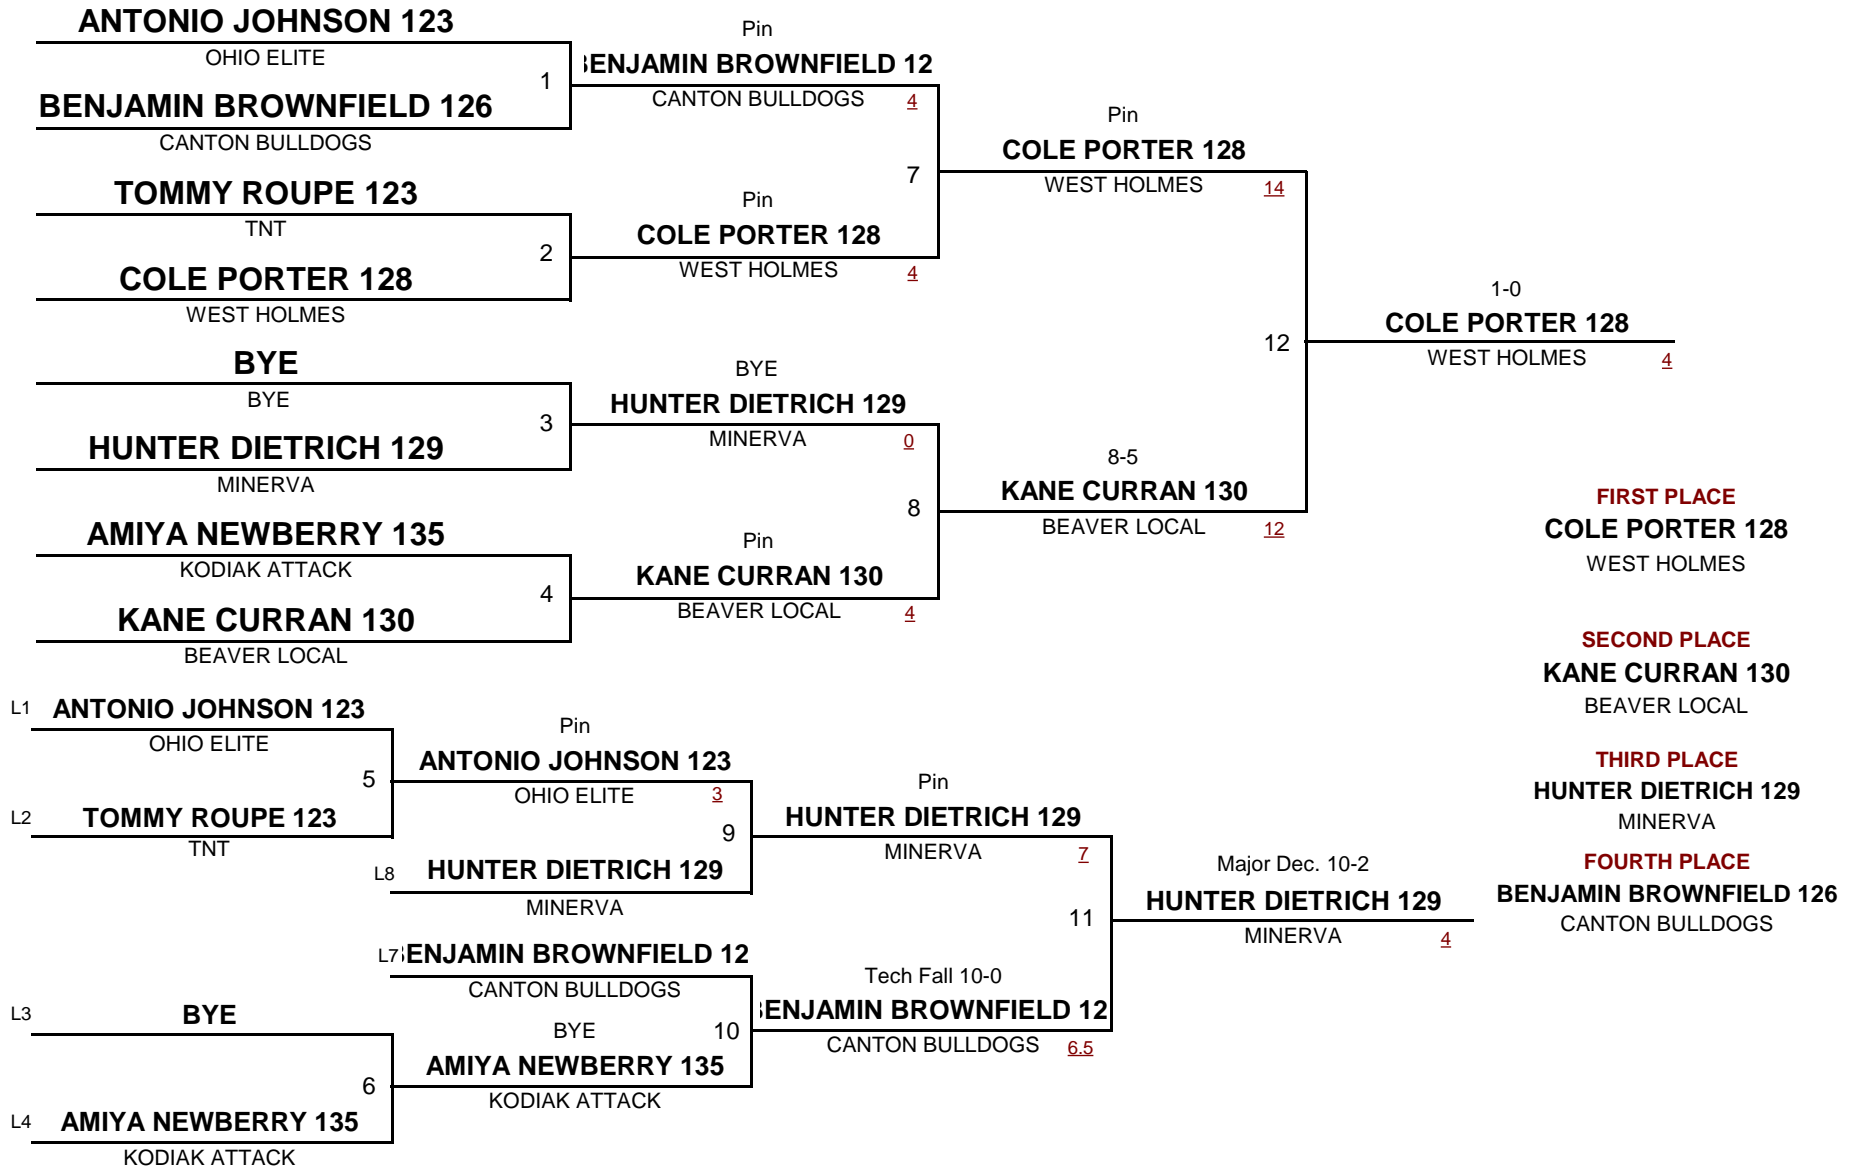 ANTONIO JOHNSON 123
OHIO ELITE
1
BENJAMIN BROWNFIELD 126
CANTON BULLDOGS
TOMMY ROUPE 123
TNT
2
COLE PORTER 128
WEST HOLMES
BYE
BYE
3
HUNTER DIETRICH 129
MINERVA
AMIYA NEWBERRY 135
KODIAK ATTACK
4
KANE CURRAN 130
BEAVER LOCAL
Pin
BENJAMIN BROWNFIELD 12
CANTON BULLDOGS 4
7
Pin
COLE PORTER 128
WEST HOLMES 4
BYE
HUNTER DIETRICH 129
MINERVA 0
8
Pin
KANE CURRAN 130
BEAVER LOCAL 4
Pin
COLE PORTER 128
WEST HOLMES 14
12
8-5
KANE CURRAN 130
BEAVER LOCAL 12
1-0
COLE PORTER 128
WEST HOLMES 4
FIRST PLACE
COLE PORTER 128
WEST HOLMES
SECOND PLACE
KANE CURRAN 130
BEAVER LOCAL
THIRD PLACE
HUNTER DIETRICH 129
MINERVA
FOURTH PLACE
BENJAMIN BROWNFIELD 126
CANTON BULLDOGS
L1 ANTONIO JOHNSON 123
OHIO ELITE
5
L2 TOMMY ROUPE 123
TNT
L3 BYE
6
L4 AMIYA NEWBERRY 135
KODIAK ATTACK
Pin
ANTONIO JOHNSON 123
OHIO ELITE 3
9
L8 HUNTER DIETRICH 129
MINERVA
L7 BENJAMIN BROWNFIELD 12
CANTON BULLDOGS
BYE 10
AMIYA NEWBERRY 135
KODIAK ATTACK
Pin
HUNTER DIETRICH 129
MINERVA 7
11
Tech Fall 10-0
BENJAMIN BROWNFIELD 12
CANTON BULLDOGS 6.5
Major Dec. 10-2
HUNTER DIETRICH 129
MINERVA 4